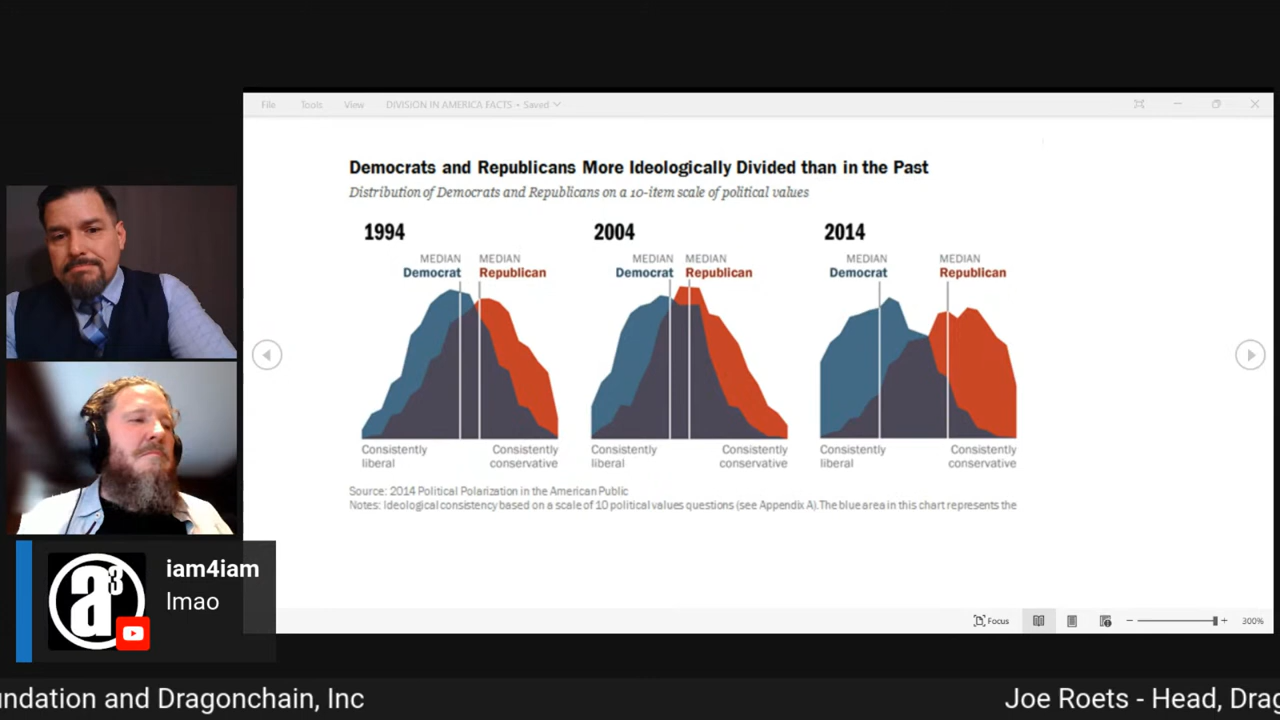 File Tools View DIVISION IN AMERICA FACTS • Saved
Democrats and Republicans More Ideologically Divided than in the Past
Distribution of Democrats and Republicans on a 10-item scale of political values
1994 2004 2014
MEDIAN MEDIAN MEDIAN MEDIAN MEDIAN MEDIAN
Democrat Republican Democrat Republican Democrat Republican
Consistently Consistently Consistently Consistently Consistently Consistently
liberal conservative liberal conservative liberal conservative
Source: 2014 Political Polarization in the American Public
Notes: Ideological consistency based on a scale of 10 political values questions (see Appendix A).The blue area in this chart represents the
a3
iam4iam
lmao
Focus 300%
undation and Dragonchain, Inc Joe Roets - Head, Drag